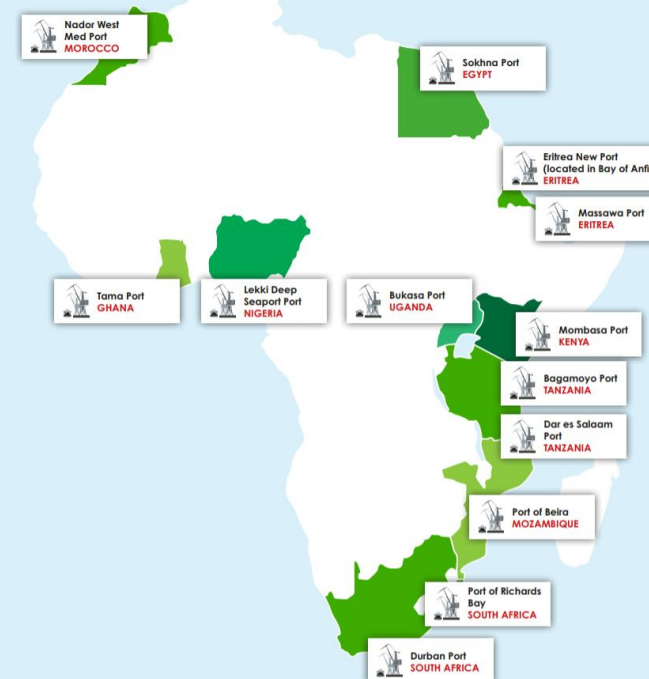 Nador West
Med Port
MOROCCO
Sokhna Port
EGYPT
Eritrea New Port
(located in Bay of Anfi
ERITREA
Massawa Port
ERITREA
Tama Port
GHANA
Lekki Deep
Seaport Port
NIGERIA
Bukasa Port
UGANDA
Mombasa Port
KENYA
Bagamoyo Port
TANZANIA
Dar es Salaam
Port
TANZANIA
Port of Beira
MOZAMBIQUE
Port of Richards
Bay
SOUTH AFRICA
Durban Port
SOUTH AFRICA